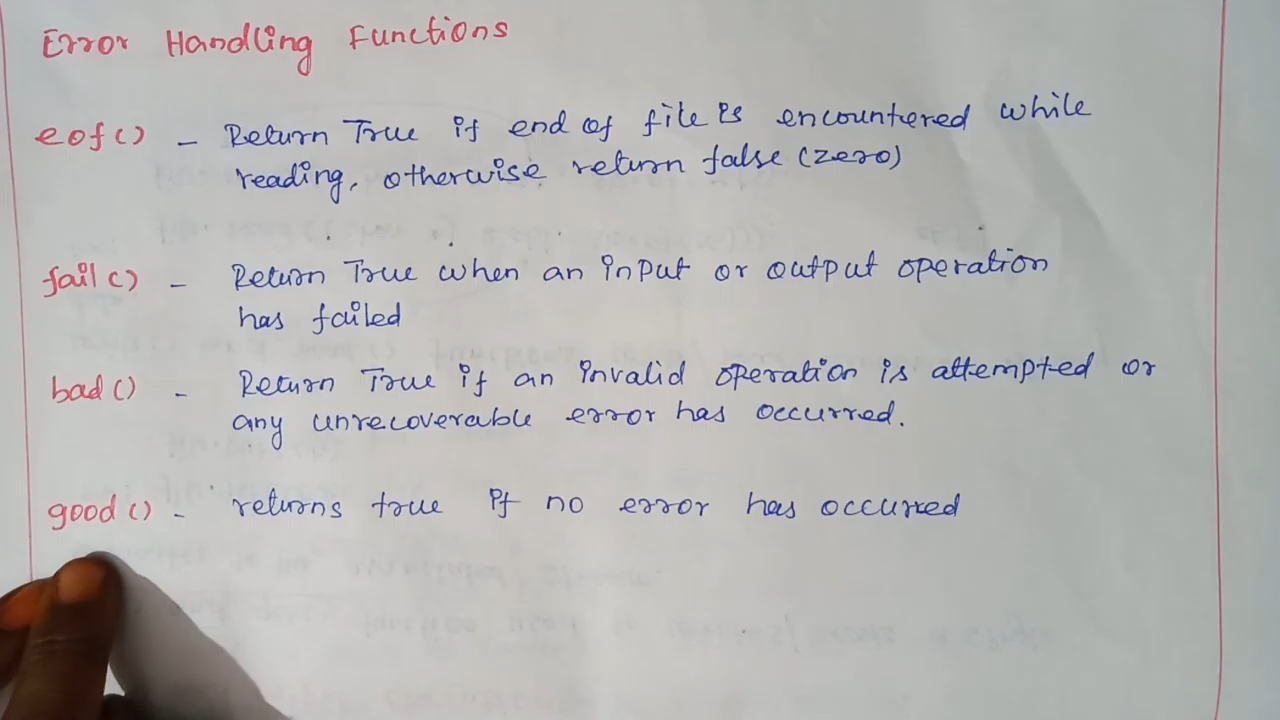 Error Handling Functions
eof() - Return True if end of file is encountered while
reading, otherwise return false (zero)
fail() - Return True when an input or output operation
has failed
bad() - Return True if an invalid operation is attempted or
any unrecoverable error has occurred.
good() - returns true if no error has occurred